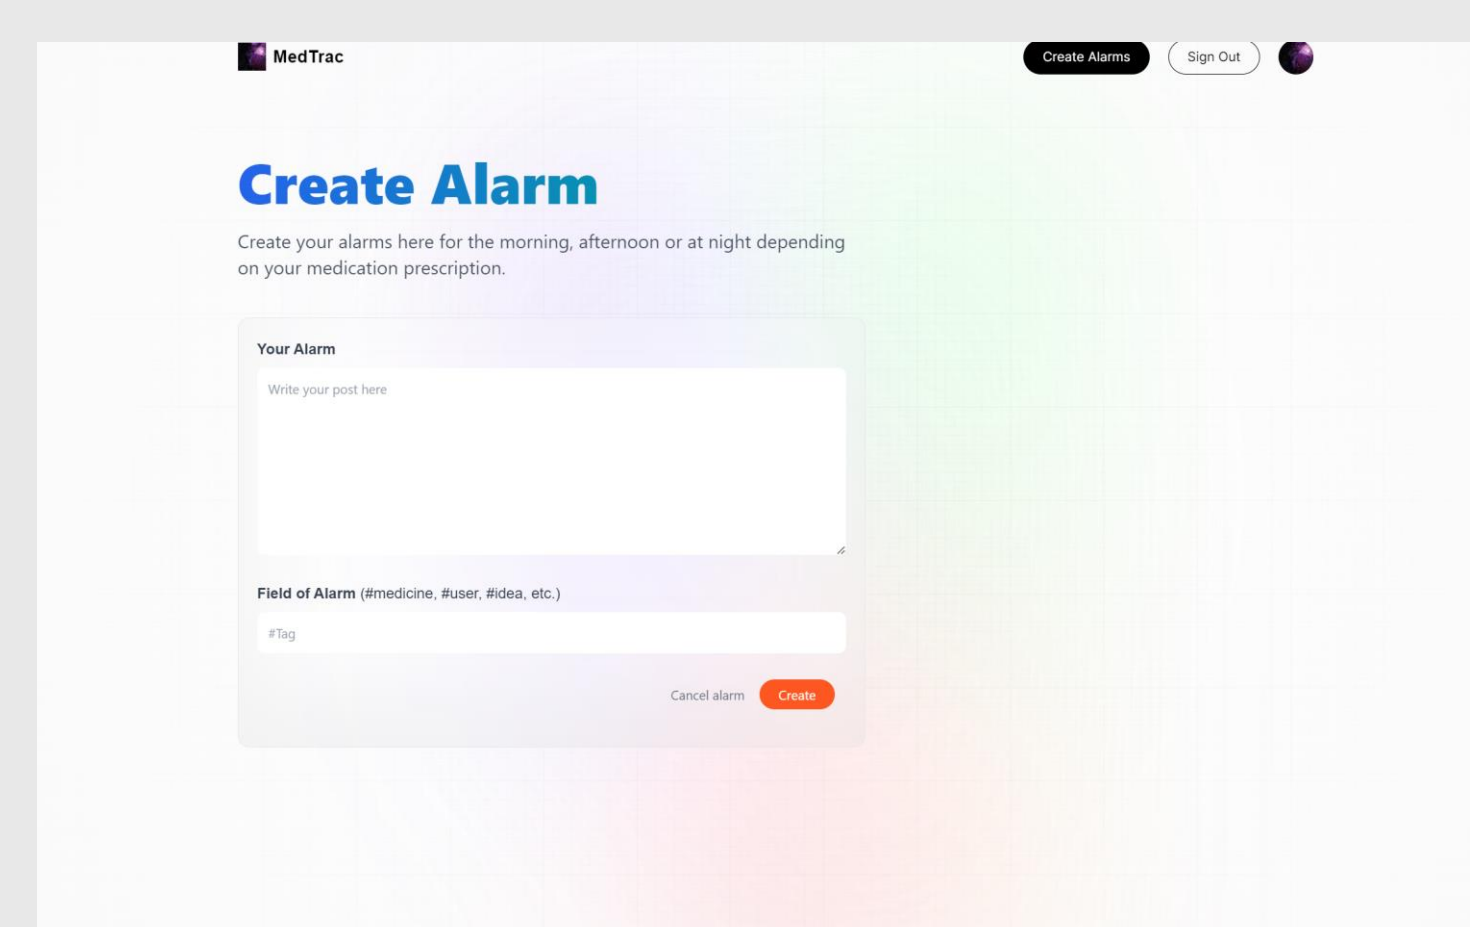 MedTrac
Create Alarms
Sign Out
Create Alarm
Create your alarms here for the morning, afternoon or at night depending
on your medication prescription.
Your Alarm
Write your post here
Field of Alarm (#medicine, #user, #idea, etc.)
#Tag
Cancel alarm
Create